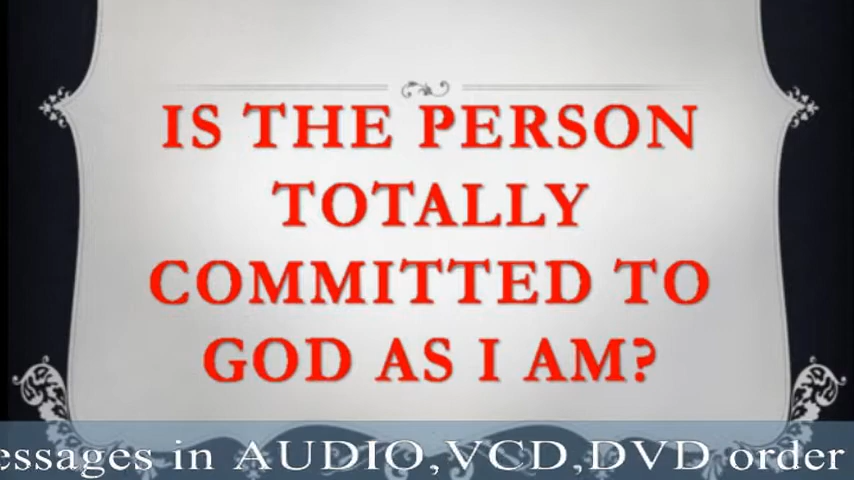 IS THE PERSON
TOTALLY
COMMITTED TO
GOD AS I AM?
essages in AUDIO,VCD,DVD order